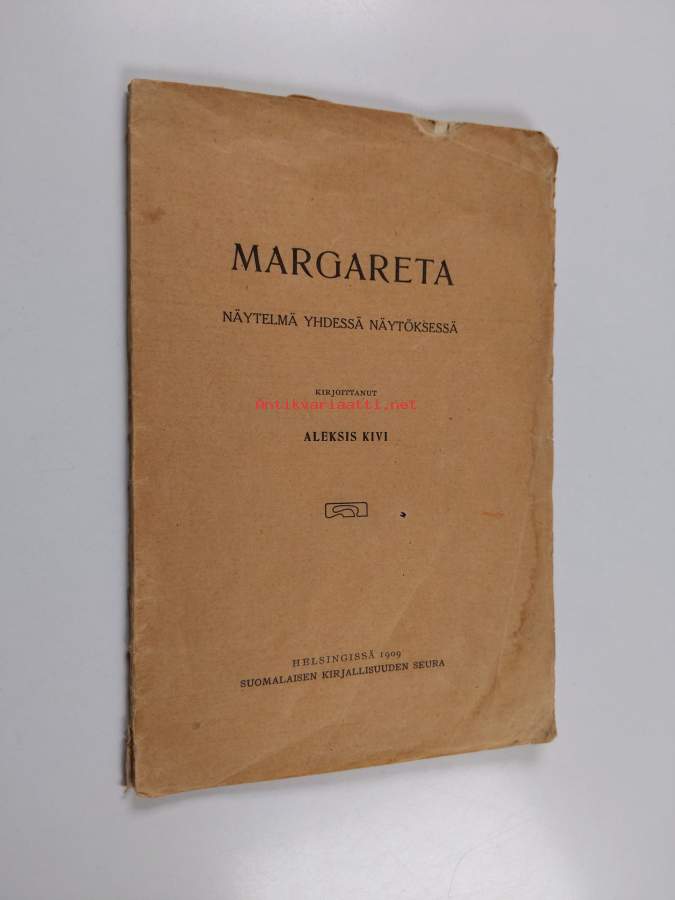 MARGARETA
NÄYTELMÄ YHDESSÄ NÄYTÖKSESSÄ
KIRJOITTANUT
Antikvariaatti.net
ALEKSIS KIVI
HELSINGISSÄ 1909
SUOMALAISEN KIRJALLISUUDEN SEURA